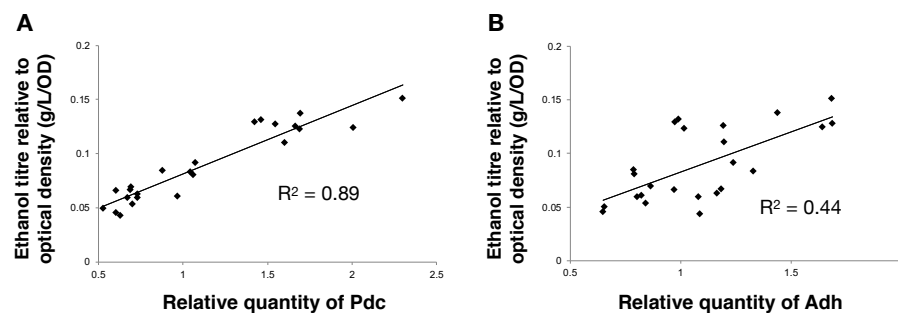 A
Ethanol titre relative to
optical density (g/L/OD)
0.2
0.15
0.1
0.05
0
R² = 0.89
0.5 1 1.5 2 2.5
Relative quantity of Pdc
B
Ethanol titre relative to
optical density (g/L/OD)
0.2
0.15
0.1
0.05
0
R² = 0.44
0.5 1 1.5
Relative quantity of Adh